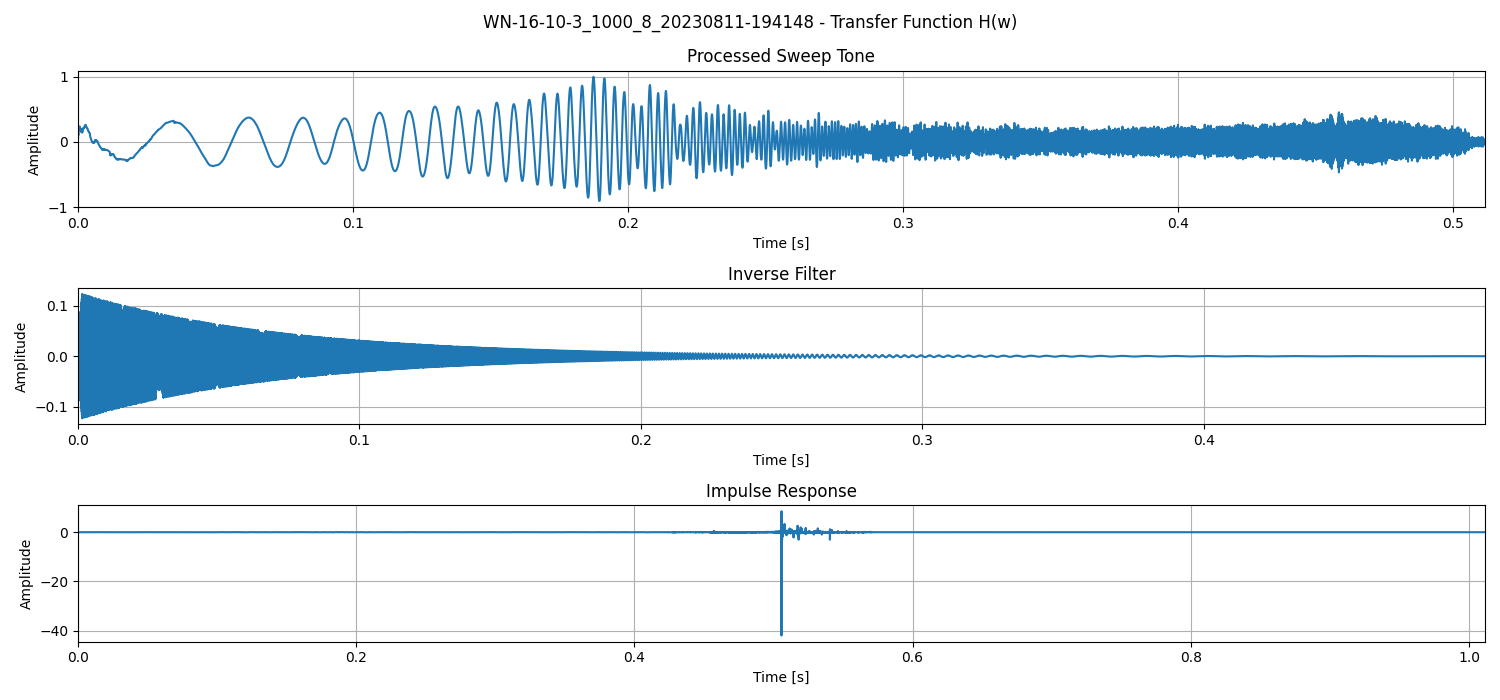 WN-16-10-3_1000_8_20230811-194148 - Transfer Function H(w)
Processed Sweep Tone
Amplitude
1
0
−1
0.0 0.1 0.2 0.3 0.4 0.5
Time [s]
Inverse Filter
Amplitude
0.1
0.0
−0.1
0.0 0.1 0.2 0.3 0.4
Time [s]
Impulse Response
Amplitude
0
−20
−40
0.0 0.2 0.4 0.6 0.8 1.0
Time [s]